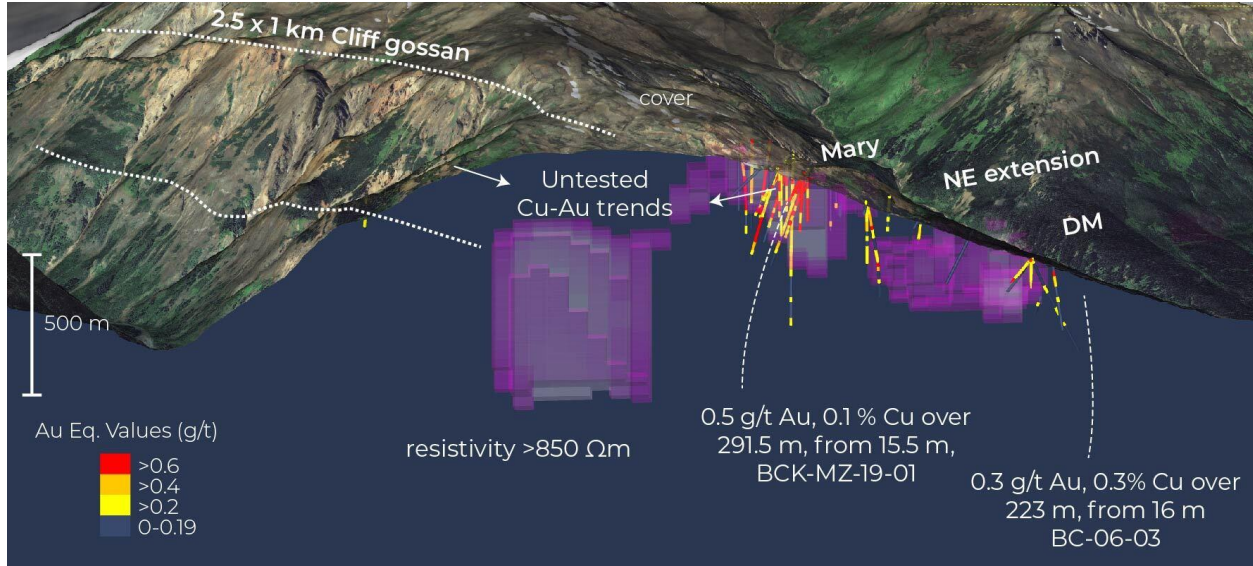 2.5 x 1 km Cliff gossan
cover
Mary
NE extension
DM
Untested
Cu-Au trends
500 m
Au Eq. Values (g/t)
>0.6
>0.4
>0.2
0-0.19
resistivity >850 Ωm
0.5 g/t Au, 0.1 % Cu over
291.5 m, from 15.5 m,
BCK-MZ-19-01
0.3 g/t Au, 0.3% Cu over
223 m, from 16 m
BC-06-03